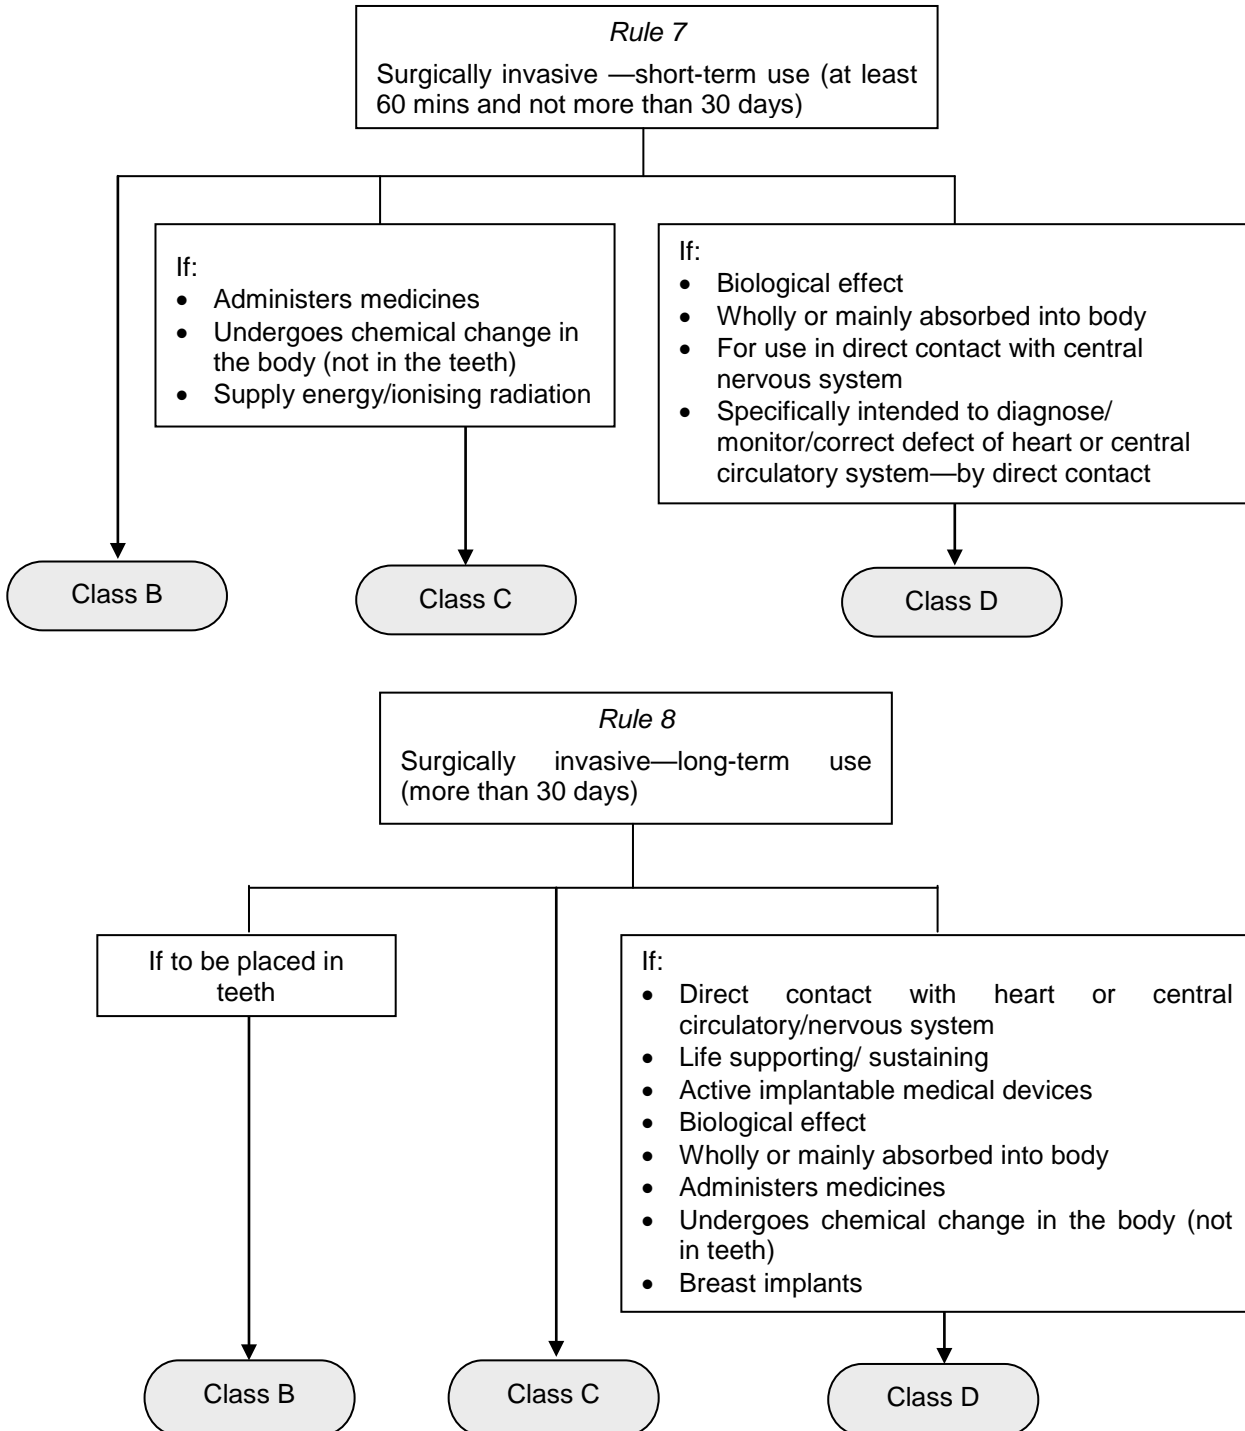 Rule 7
Surgically invasive —short-term use (at least
60 mins and not more than 30 days)
If:
• Administers medicines
• Undergoes chemical change in
the body (not in the teeth)
• Supply energy/ionising radiation
If:
• Biological effect
• Wholly or mainly absorbed into body
• For use in direct contact with central
nervous system
• Specifically intended to diagnose/
monitor/correct defect of heart or central
circulatory system—by direct contact
Class B
Class C
Class D
Rule 8
Surgically invasive—long-term use
(more than 30 days)
If to be placed in
teeth
If:
• Direct contact with heart or central
circulatory/nervous system
• Life supporting/ sustaining
• Active implantable medical devices
• Biological effect
• Wholly or mainly absorbed into body
• Administers medicines
• Undergoes chemical change in the body (not
in teeth)
• Breast implants
Class B
Class C
Class D